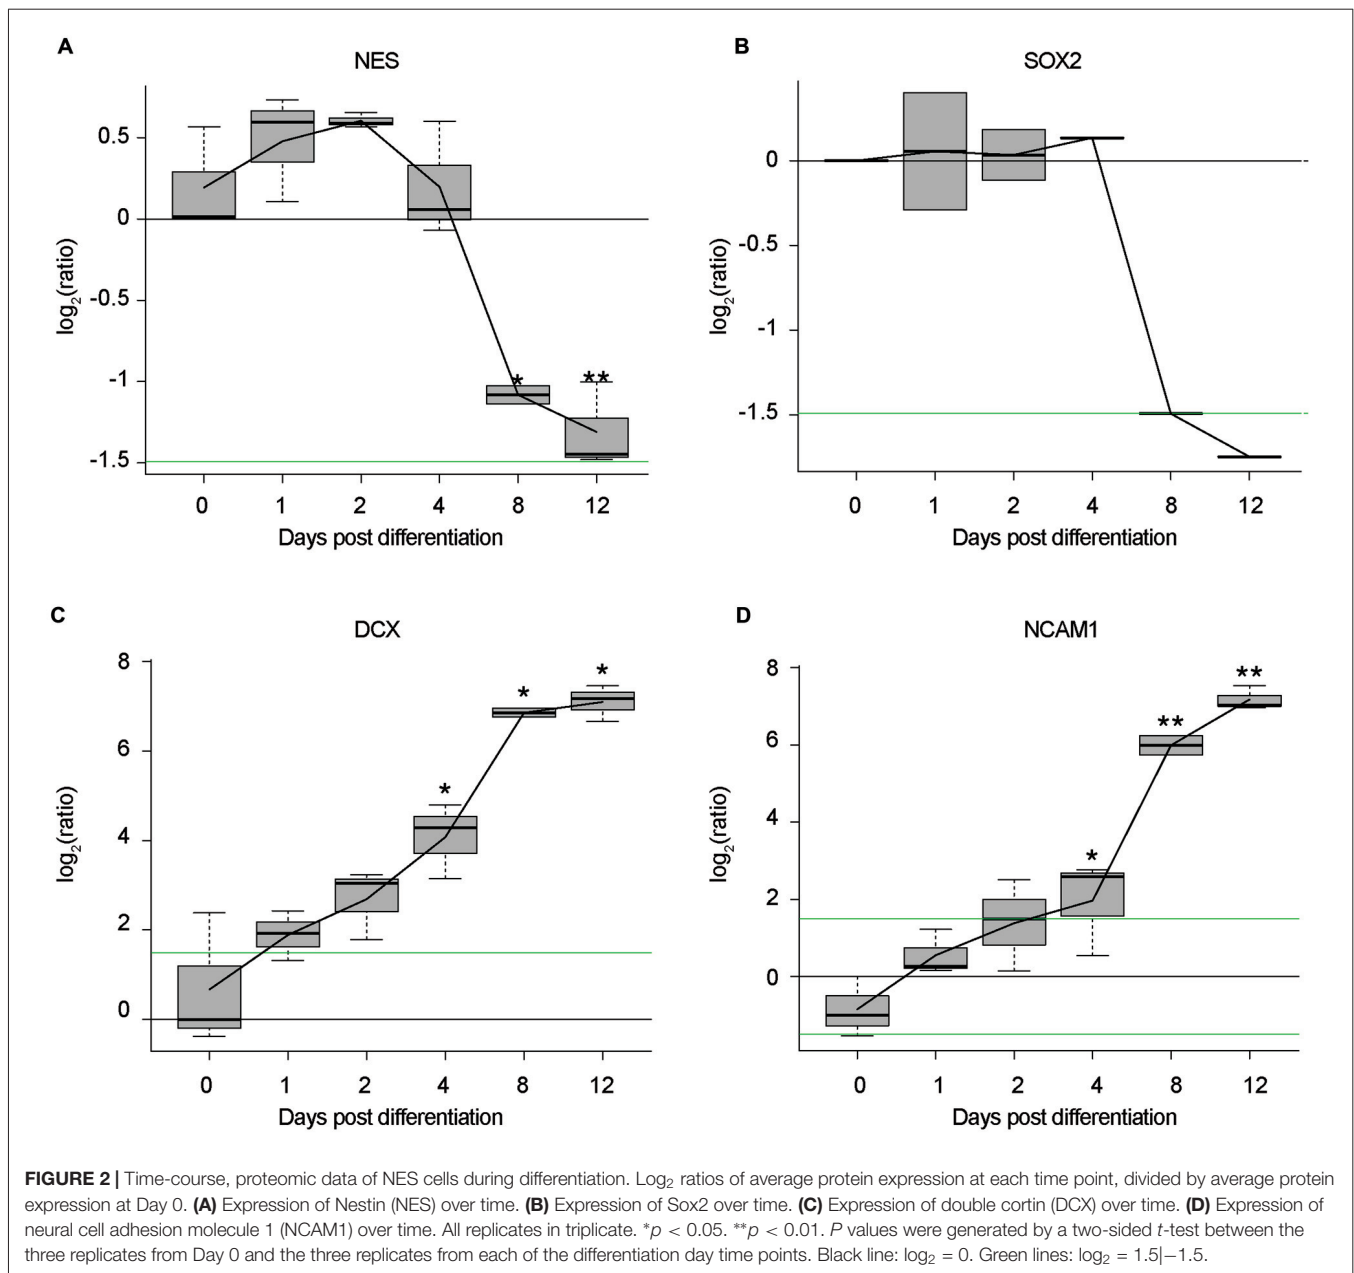 A
NES
0.5
0
-0.5
-1
-1.5
log2(ratio)
*
**
0 1 2 4 8 12
Days post differentiation
B
SOX2
0
-0.5
-1
-1.5
log2(ratio)
0 1 2 4 8 12
Days post differentiation
C
DCX
8
6
4
2
0
log2(ratio)
*
*
*
0 1 2 4 8 12
Days post differentiation
D
NCAM1
8
6
4
2
0
log2(ratio)
*
**
**
0 1 2 4 8 12
Days post differentiation
FIGURE 2 | Time-course, proteomic data of NES cells during differentiation. Log2 ratios of average protein expression at each time point, divided by average protein
expression at Day 0. (A) Expression of Nestin (NES) over time. (B) Expression of Sox2 over time. (C) Expression of double cortin (DCX) over time. (D) Expression of
neural cell adhesion molecule 1 (NCAM1) over time. All replicates in triplicate. *p < 0.05. **p < 0.01. P values were generated by a two-sided t-test between the
three replicates from Day 0 and the three replicates from each of the differentiation day time points. Black line: log2 = 0. Green lines: log2 = 1.5|−1.5.